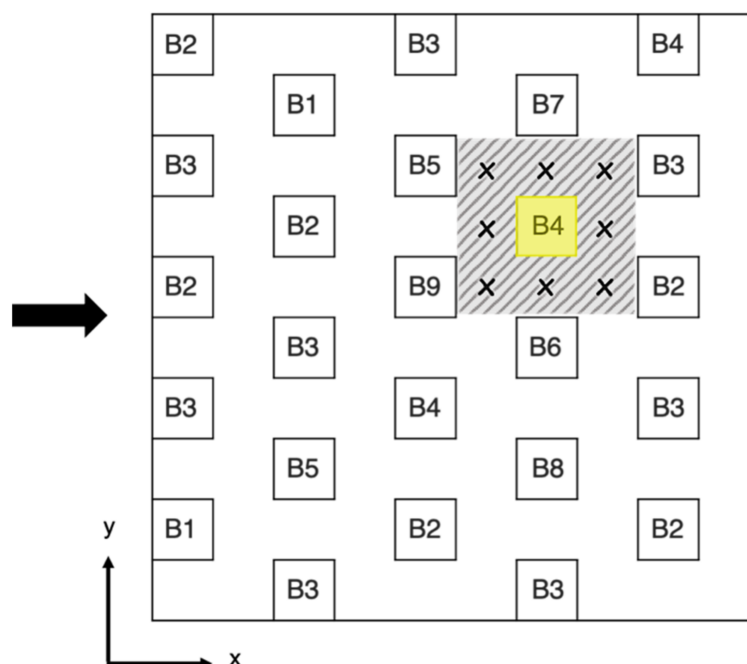 B2 B3 B4
B1 B7
B3 B5 x x x B3
B2 x B4 x
B2 B9 x x x B2
B3 B6
B3 B4 B3
B5 B8
y
B1 B2 B2
B3 B3
x